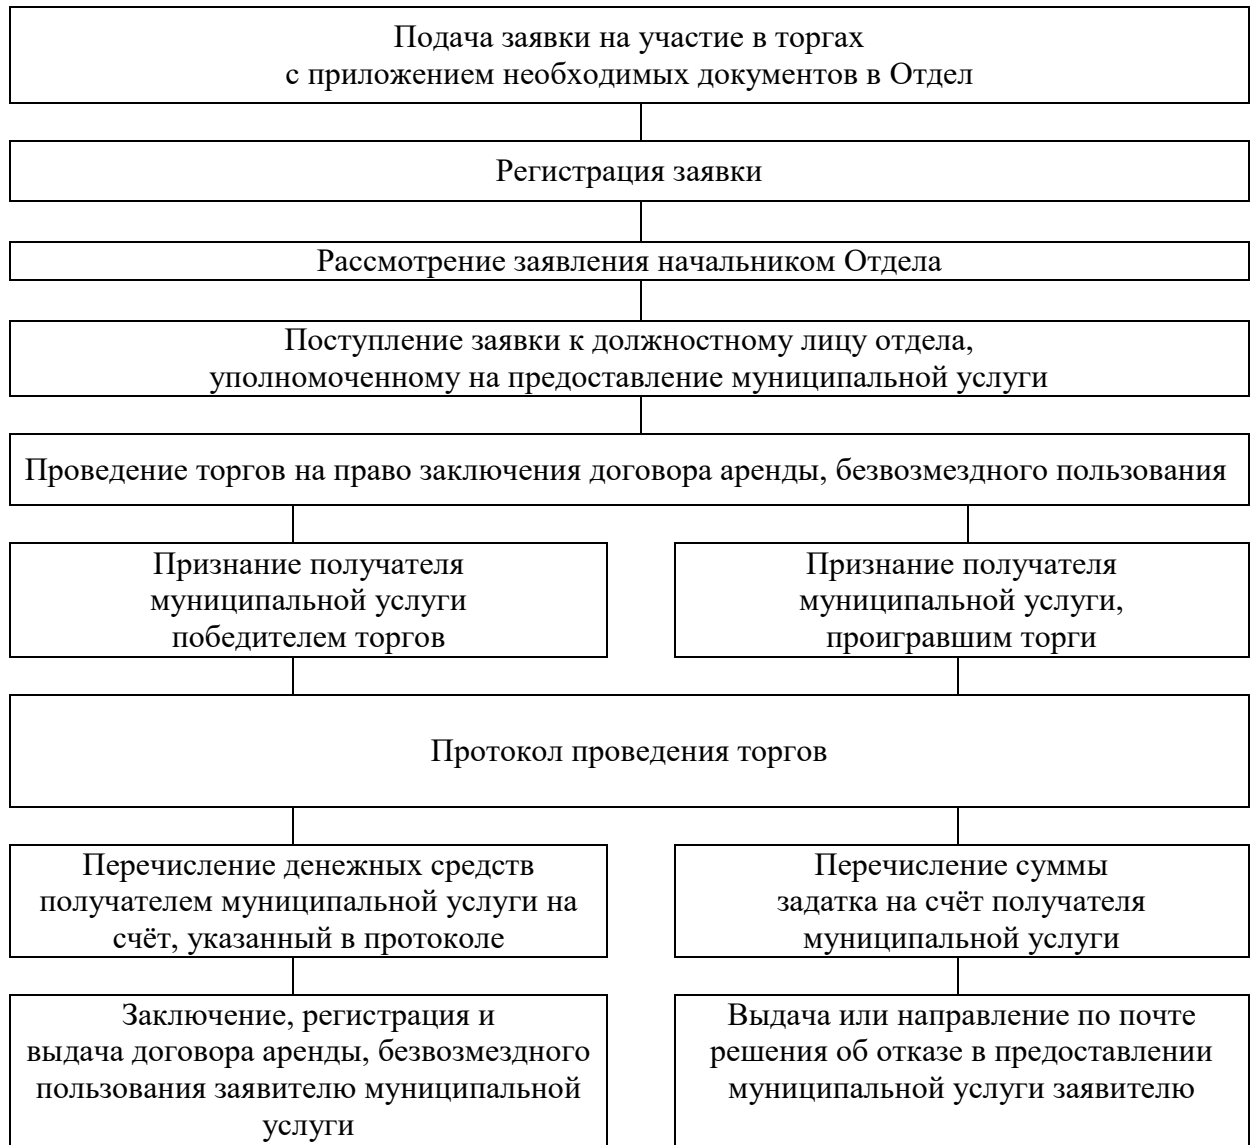 Подача заявки на участие в торгах
с приложением необходимых документов в Отдел
Регистрация заявки
Рассмотрение заявления начальником Отдела
Поступление заявки к должностному лицу отдела,
уполномоченному на предоставление муниципальной услуги
Проведение торгов на право заключения договора аренды, безвозмездного пользования
Признание получателя
муниципальной услуги
победителем торгов
Признание получателя
муниципальной услуги,
проигравшим торги
Протокол проведения торгов
Перечисление денежных средств
получателем муниципальной услуги на
счёт, указанный в протоколе
Перечисление суммы
задатка на счёт получателя
муниципальной услуги
Заключение, регистрация и
выдача договора аренды, безвозмездного
пользования заявителю муниципальной
услуги
Выдача или направление по почте
решения об отказе в предоставлении
муниципальной услуги заявителю